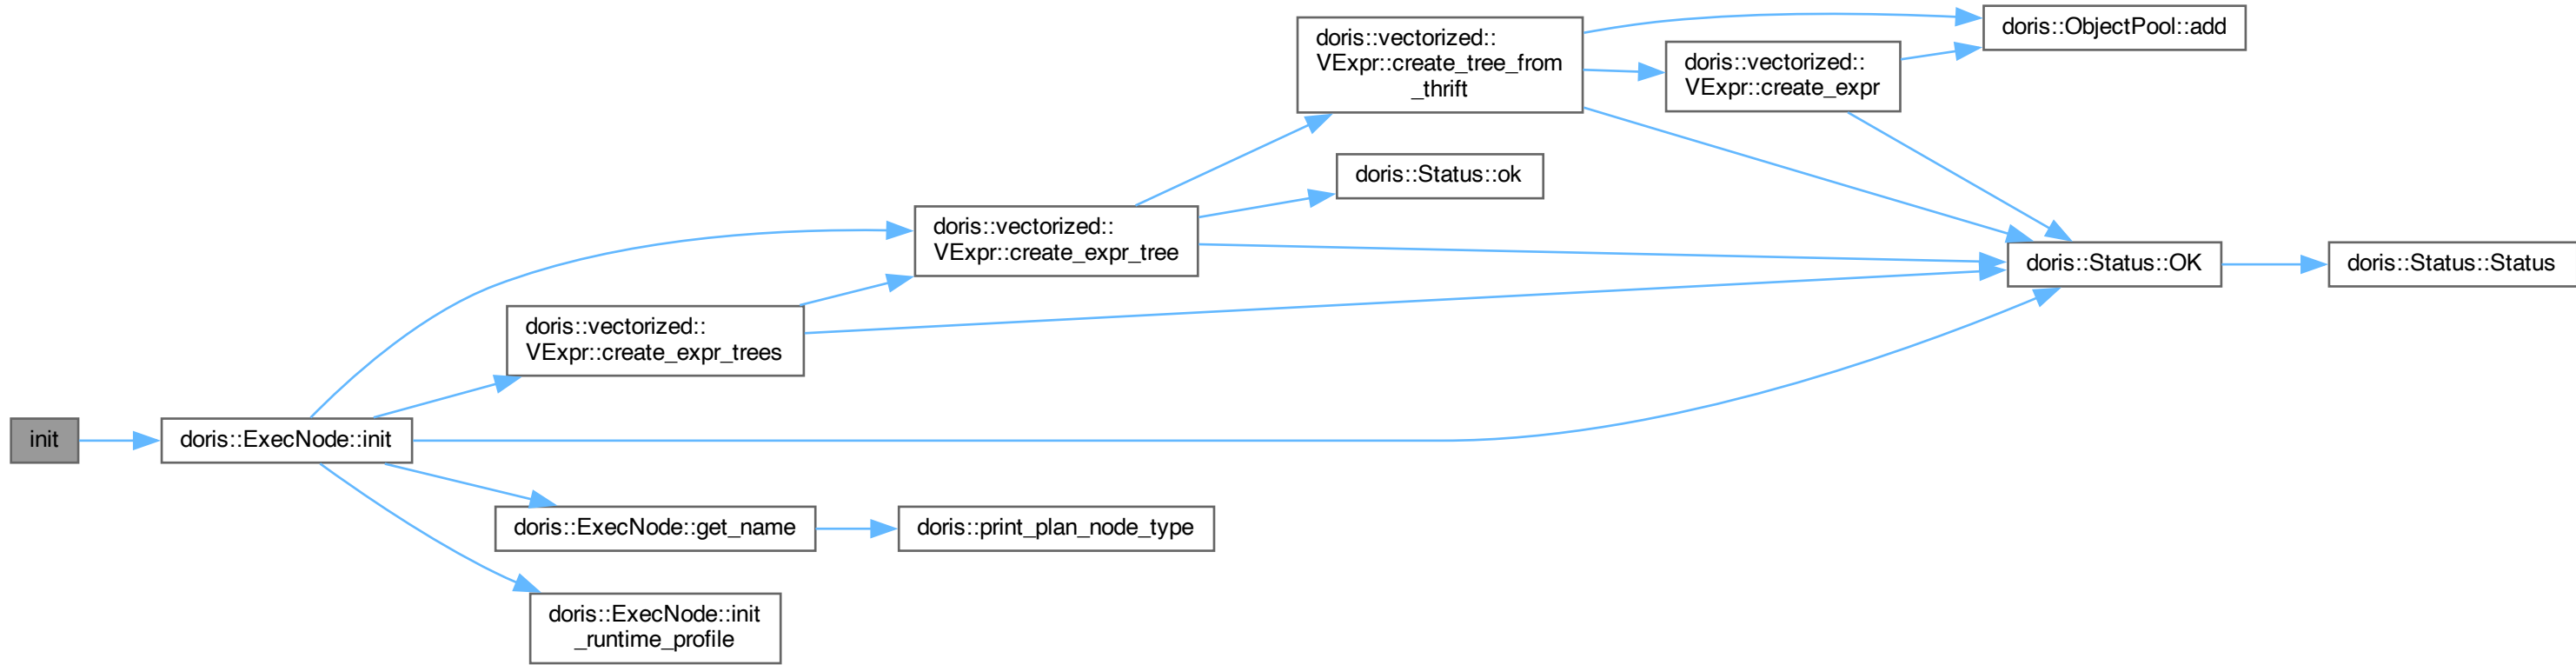 doris::vectorized::
VExpr::create_tree_from
_thrift
doris::ObjectPool::add
doris::vectorized::
VExpr::create_expr
doris::Status::ok
doris::vectorized::
VExpr::create_expr_tree
doris::Status::OK
doris::Status::Status
doris::vectorized::
VExpr::create_expr_trees
init
doris::ExecNode::init
doris::ExecNode::get_name
doris::print_plan_node_type
doris::ExecNode::init
_runtime_profile